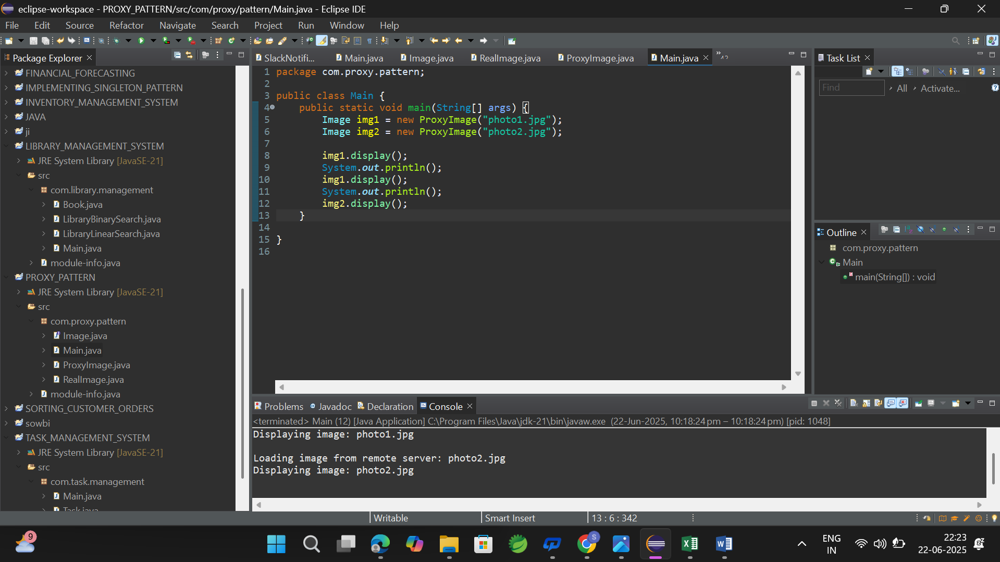 eclipse-workspace - PROXY_PATTERN/src/com/proxy/pattern/Main.java - Eclipse IDE
File Edit Source Refactor Navigate Search Project Run Window Help
Package Explorer
FINANCIAL_FORECASTING
IMPLEMENTING_SINGLETON_PATTERN
INVENTORY_MANAGEMENT_SYSTEM
JAVA
ji
LIBRARY_MANAGEMENT_SYSTEM
JRE System Library [JavaSE-21]
src
com.library.management
Book.java
LibraryBinarySearch.java
LibraryLinearSearch.java
Main.java
module-info.java
PROXY_PATTERN
JRE System Library [JavaSE-21]
src
com.proxy.pattern
Image.java
Main.java
ProxyImage.java
RealImage.java
module-info.java
SORTING_CUSTOMER_ORDERS
sowbi
TASK_MANAGEMENT_SYSTEM
JRE System Library [JavaSE-21]
src
com.task.management
Main.java
Task.java
SlackNotifi... Main.java Image.java RealImage.java ProxyImage.java Main.java
1 package com.proxy.pattern;
2
3 public class Main {
4 public static void main(String[] args) {
5 Image img1 = new ProxyImage("photo1.jpg");
6 Image img2 = new ProxyImage("photo2.jpg");
7
8 img1.display();
9 System.out.println();
10 img1.display();
11 System.out.println();
12 img2.display();
13 }
14
15 }
16
Task List
Find All Activate...
Outline
com.proxy.pattern
Main
main(String[]) : void
Problems Javadoc Declaration Console
<terminated> Main (12) [Java Application] C:\Program Files\Java\jdk-21\bin\javaw.exe (22-Jun-2025, 10:18:24 pm – 10:18:24 pm) [pid: 1048]
Displaying image: photo1.jpg
Loading image from remote server: photo2.jpg
Displaying image: photo2.jpg
Writable Smart Insert 13 : 6 : 342
9
S
ENG
IN
22:23
22-06-2025